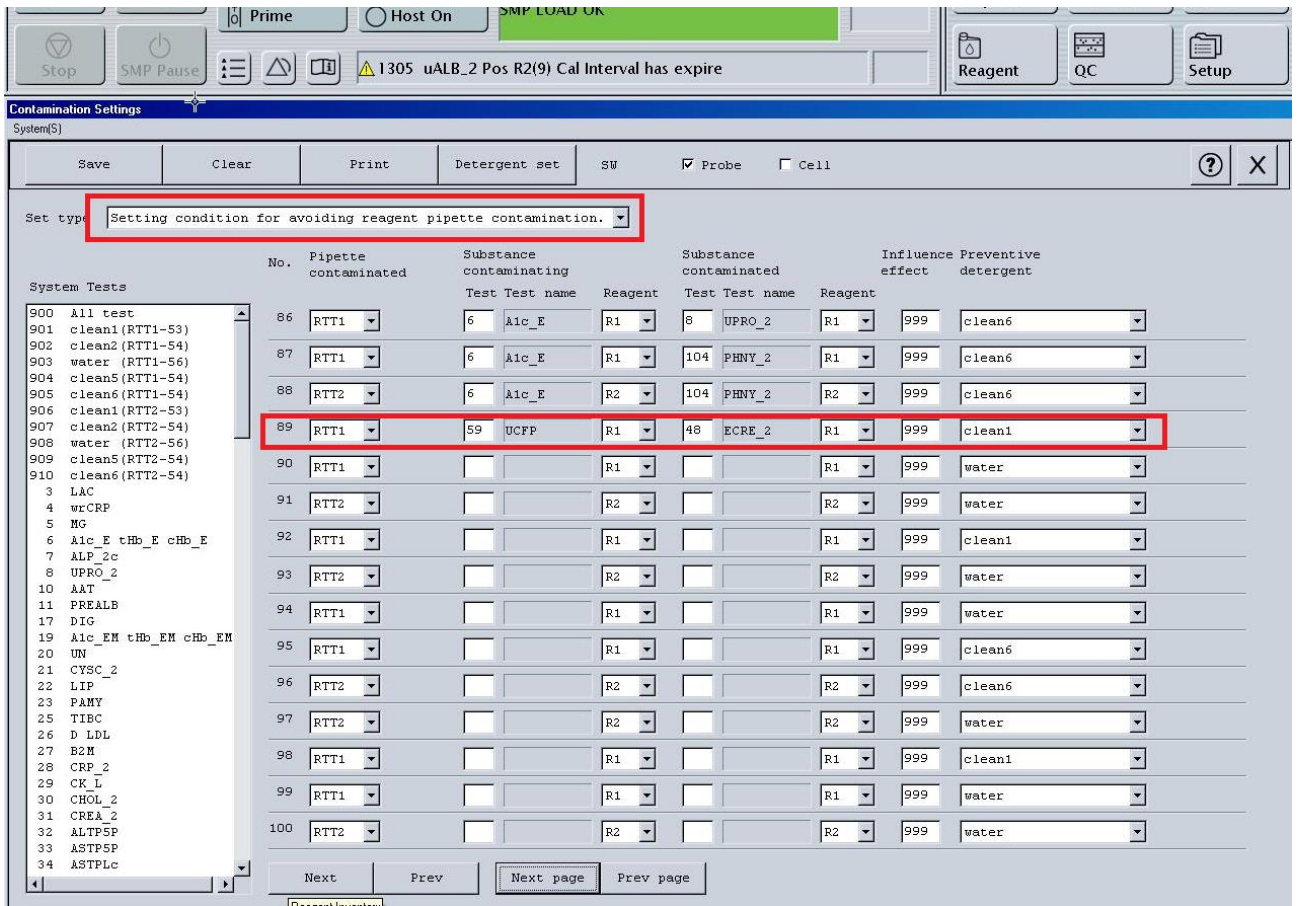 Prime
Host On
SMP LOAD OK
Stop
SMP Pause
1305 uALB_2 Pos R2(9) Cal Interval has expire
Reagent
QC
Setup
Contamination Settings
System(S)
Save Clear Print Detergent set SW Probe Cell
Set type Setting condition for avoiding reagent pipette contamination.
No. Pipette contaminated Substance contaminating Substance contaminated Influence effect Preventive detergent
Test Test name Reagent Test Test name Reagent
System Tests
900 All test
901 clean1(RTT1-53)
902 clean2(RTT1-54)
903 water (RTT1-56)
904 clean5(RTT1-54)
905 clean6(RTT1-54)
906 clean1(RTT2-53)
907 clean2(RTT2-54)
908 water (RTT2-56)
909 clean5(RTT2-54)
910 clean6(RTT2-54)
3 LAC
4 wrCRP
5 MG
6 A1c_E tHb_E cHb_E
7 ALP_2c
8 UPRO_2
10 AAT
11 PREALB
17 DIG
19 A1c_EM tHb_EM cHb_EM
20 UN
21 CYSC_2
22 LIP
23 PAMY
25 TIBC
26 D LDL
27 B2M
28 CRP_2
29 CK_L
30 CHOL_2
31 CREA_2
32 ALTP5P
33 ASTP5P
34 ASTPLc
86 RTT1 6 A1c_E R1 8 UPRO_2 R1 999 clean6
87 RTT1 6 A1c_E R1 104 PHNY_2 R1 999 clean6
88 RTT2 6 A1c_E R2 104 PHNY_2 R2 999 clean6
89 RTT1 59 UCFP R1 48 ECRE_2 R1 999 clean1
90 RTT1 R1 R1 999 water
91 RTT2 R2 R2 999 water
92 RTT1 R1 R1 999 clean1
93 RTT2 R2 R2 999 water
94 RTT1 R1 R1 999 water
95 RTT1 R1 R1 999 clean6
96 RTT2 R2 R2 999 clean6
97 RTT2 R2 R2 999 water
98 RTT1 R1 R1 999 clean1
99 RTT1 R1 R1 999 water
100 RTT2 R2 R2 999 water
Next Prev Next page Prev page